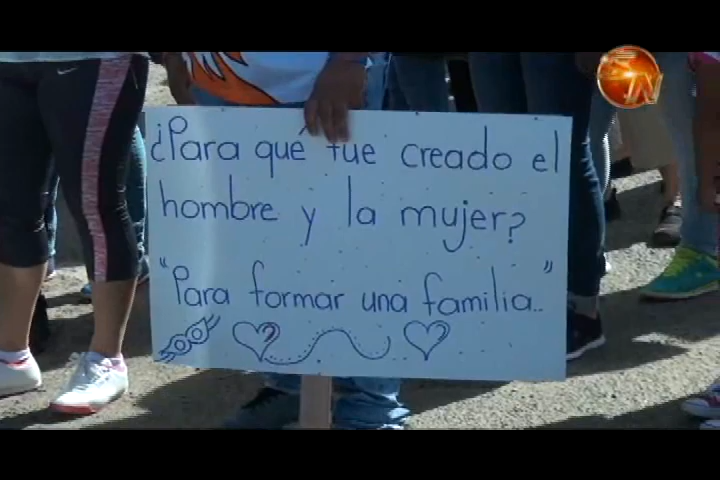 ¿Para qué fue creado el
hombre y la mujer?
"Para formar una familia.."